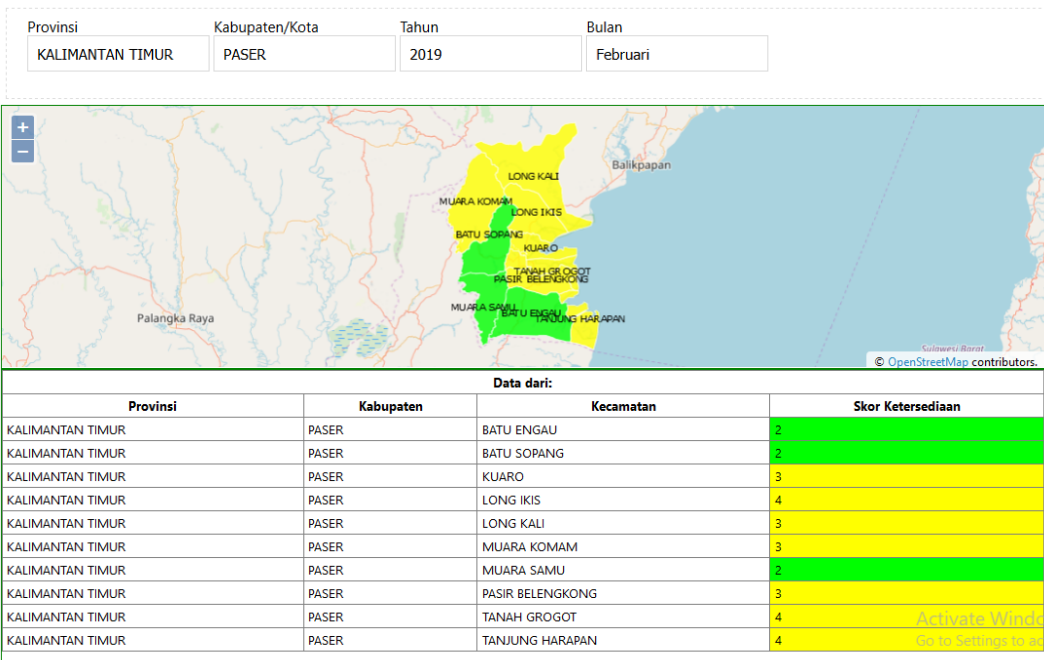 Provinsi Kabupaten/Kota Tahun Bulan
KALIMANTAN TIMUR PASER 2019 Februari
+
−
Balikpapan
LONG KALI
MUARA KOMAM
LONG IKIS
BATU SOPANG
KUARO
TANAH GROGOT
PASIR BELENGKONG
MUARA SAMU
BATU ENGAU
TANJUNG HARAPAN
Palangka Raya
Sulawesi Barat
© OpenStreetMap contributors.
Data dari:
Provinsi Kabupaten Kecamatan Skor Ketersediaan
KALIMANTAN TIMUR PASER BATU ENGAU 2
KALIMANTAN TIMUR PASER BATU SOPANG 2
KALIMANTAN TIMUR PASER KUARO 3
KALIMANTAN TIMUR PASER LONG IKIS 4
KALIMANTAN TIMUR PASER LONG KALI 3
KALIMANTAN TIMUR PASER MUARA KOMAM 3
KALIMANTAN TIMUR PASER MUARA SAMU 2
KALIMANTAN TIMUR PASER PASIR BELENGKONG 3
KALIMANTAN TIMUR PASER TANAH GROGOT 4
Activate Windo
KALIMANTAN TIMUR PASER TANJUNG HARAPAN 4
Go to Settings to ac